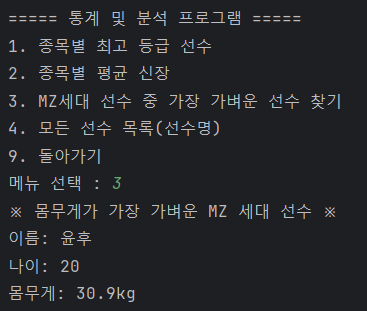 ===== 통계 및 분석 프로그램 =====
1. 종목별 최고 등급 선수
2. 종목별 평균 신장
3. MZ세대 선수 중 가장 가벼운 선수 찾기
4. 모든 선수 목록(선수명)
9. 돌아가기
메뉴 선택 : 3
※ 몸무게가 가장 가벼운 MZ 세대 선수 ※
이름: 윤후
나이: 20
몸무게: 30.9kg